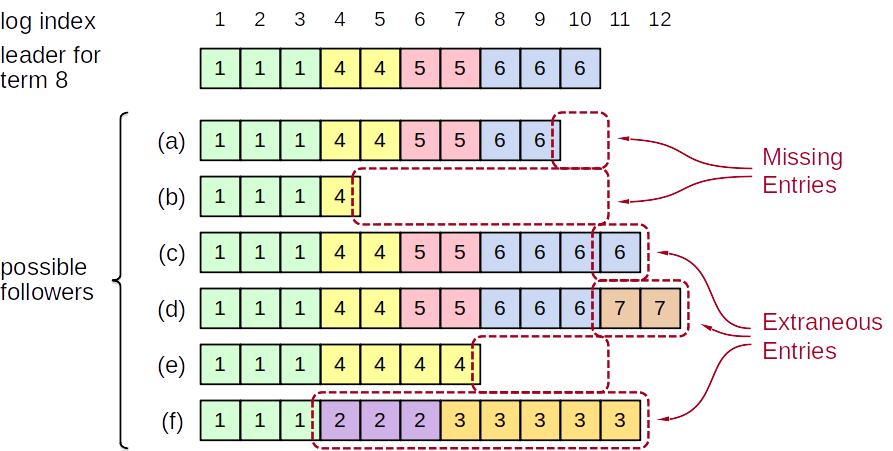 log index 1 2 3 4 5 6 7 8 9 10 11 12
leader for
term 8
1 1 1 4 4 5 5 6 6 6
(a) 1 1 1 4 4 5 5 6 6
Missing
Entries
(b) 1 1 1 4
(c) 1 1 1 4 4 5 5 6 6 6 6
possible
followers
(d) 1 1 1 4 4 5 5 6 6 6 7 7
Extraneous
Entries
(e) 1 1 1 4 4 4 4
(f) 1 1 1 2 2 2 3 3 3 3 3